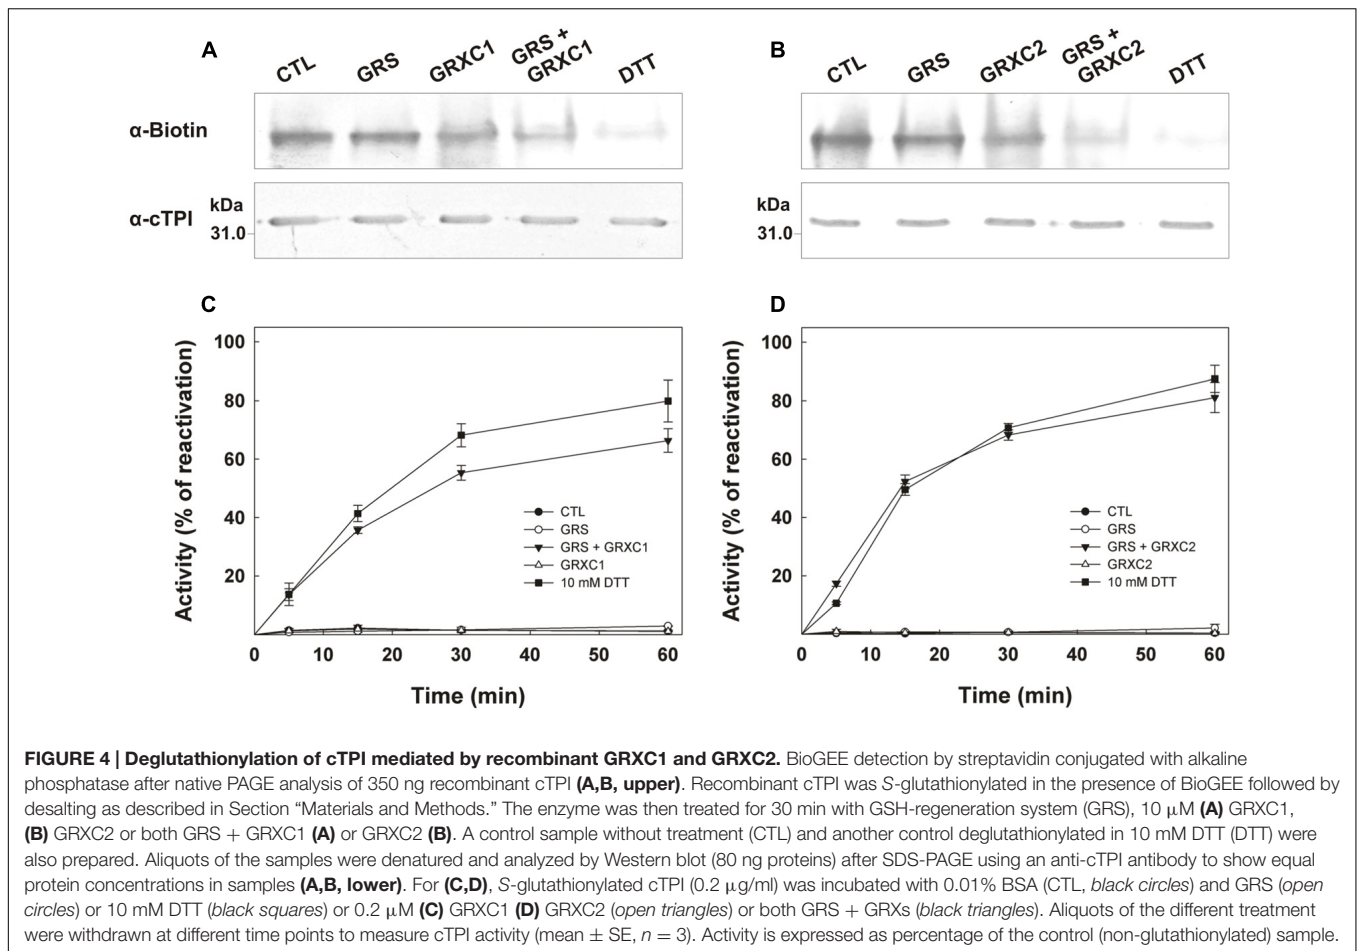 A
CTL GRS GRXC1 GRS + GRXC1 DTT
B
CTL GRS GRXC2 GRS + GRXC2 DTT
α-Biotin
α-cTPI
kDa
31.0
kDa
31.0
C
Activity (% of reactivation)
100
80
60
40
20
CTL
GRS
GRS + GRXC1
GRXC1
10 mM DTT
0 10 20 30 40 50 60
Time (min)
D
Activity (% of reactivation)
100
80
60
40
20
CTL
GRS
GRS + GRXC2
GRXC2
10 mM DTT
0 10 20 30 40 50 60
Time (min)
FIGURE 4 | Deglutathionylation of cTPI mediated by recombinant GRXC1 and GRXC2. BioGEE detection by streptavidin conjugated with alkaline
phosphatase after native PAGE analysis of 350 ng recombinant cTPI (A,B, upper). Recombinant cTPI was S-glutathionylated in the presence of BioGEE followed by
desalting as described in Section “Materials and Methods.” The enzyme was then treated for 30 min with GSH-regeneration system (GRS), 10 μM (A) GRXC1,
(B) GRXC2 or both GRS + GRXC1 (A) or GRXC2 (B). A control sample without treatment (CTL) and another control deglutathionylated in 10 mM DTT (DTT) were
also prepared. Aliquots of the samples were denatured and analyzed by Western blot (80 ng proteins) after SDS-PAGE using an anti-cTPI antibody to show equal
protein concentrations in samples (A,B, lower). For (C,D), S-glutathionylated cTPI (0.2 μg/ml) was incubated with 0.01% BSA (CTL, black circles) and GRS (open
circles) or 10 mM DTT (black squares) or 0.2 μM (C) GRXC1 (D) GRXC2 (open triangles) or both GRS + GRXs (black triangles). Aliquots of the different treatment
were withdrawn at different time points to measure cTPI activity (mean ± SE, n = 3). Activity is expressed as percentage of the control (non-glutathionylated) sample.